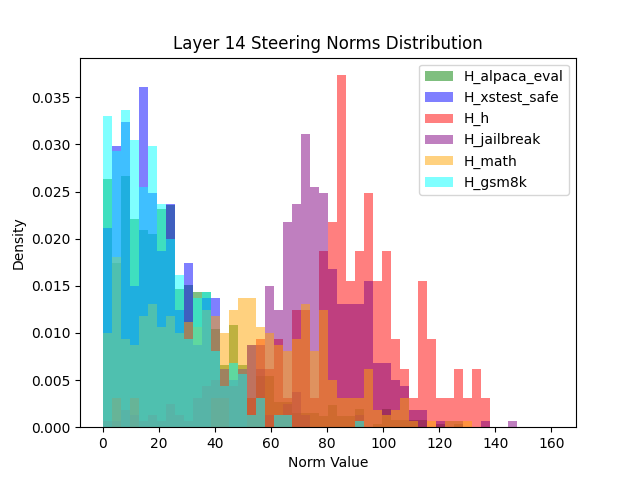 Layer 14 Steering Norms Distribution
H_alpaca_eval
H_xstest_safe
H_h
H_jailbreak
H_math
H_gsm8k
Density
0.035
0.030
0.025
0.020
0.015
0.010
0.005
0.000
0 20 40 60 80 100 120 140 160
Norm Value